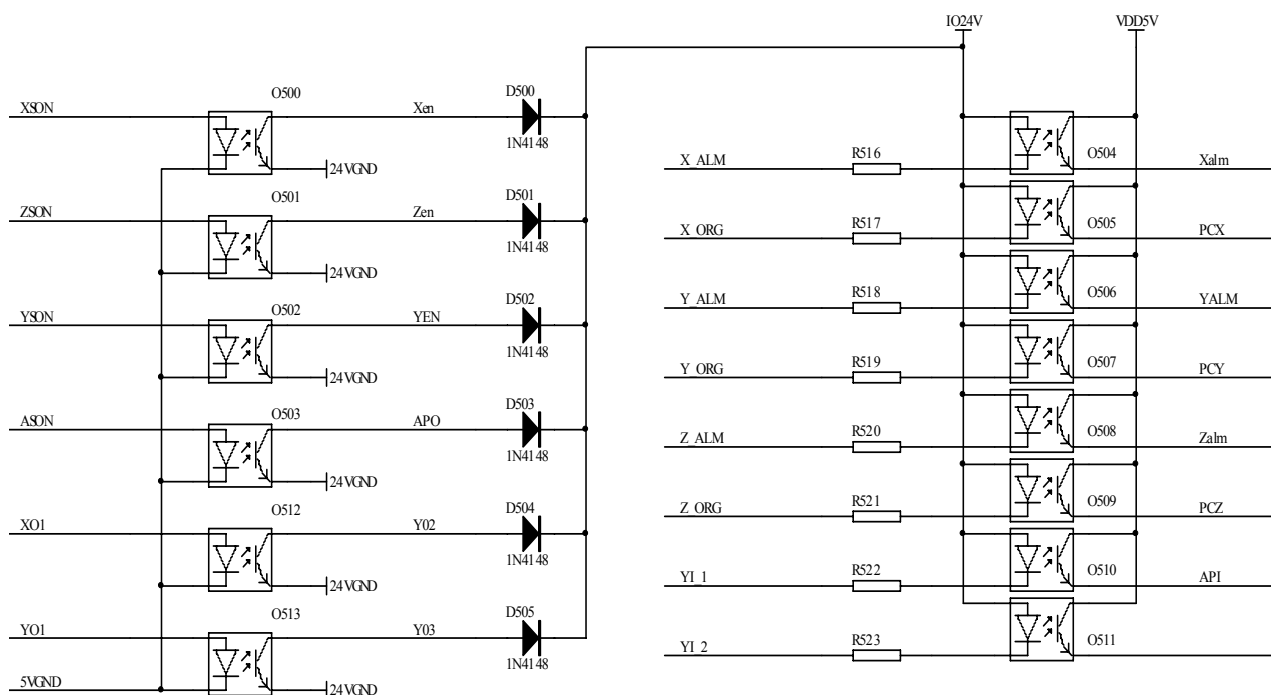 IO24V VDD5V
XSON O500 Xen D500 1N4148
24VGND
ZSON O501 Zen D501 1N4148
24VGND
YSON O502 YEN D502 1N4148
24VGND
ASON O503 APO D503 1N4148
24VGND
XO1 O512 Y02 D504 1N4148
24VGND
YO1 O513 Y03 D505 1N4148
5VGND 24VGND
X_ALM R516 O504 Xalm
X_ORG R517 O505 PCX
Y_ALM R518 O506 YALM
Y_ORG R519 O507 PCY
Z_ALM R520 O508 Zalm
Z_ORG R521 O509 PCZ
YI_1 R522 O510 API
YI_2 R523 O511